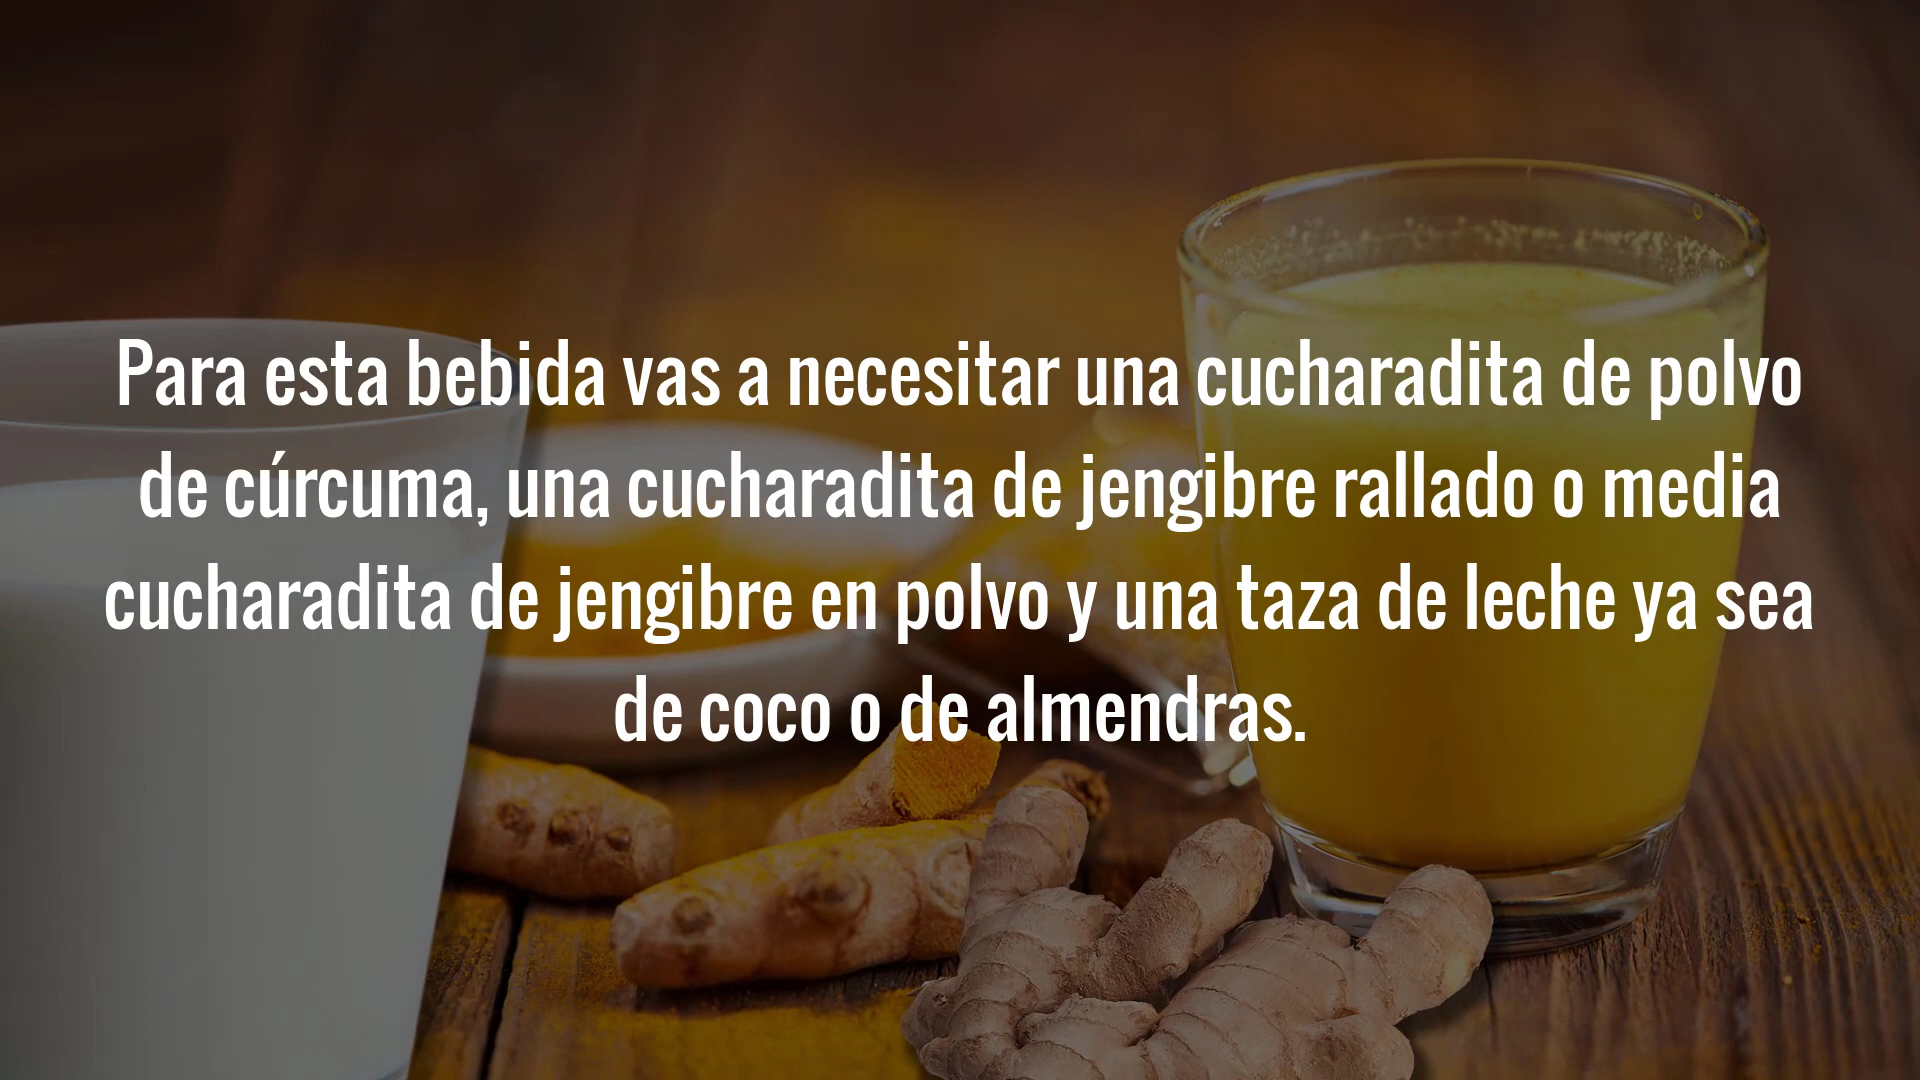 Para esta bebida vas a necesitar una cucharadita de polvo
de cúrcuma, una cucharadita de jengibre rallado o media
cucharadita de jengibre en polvo y una taza de leche ya sea
de coco o de almendras.